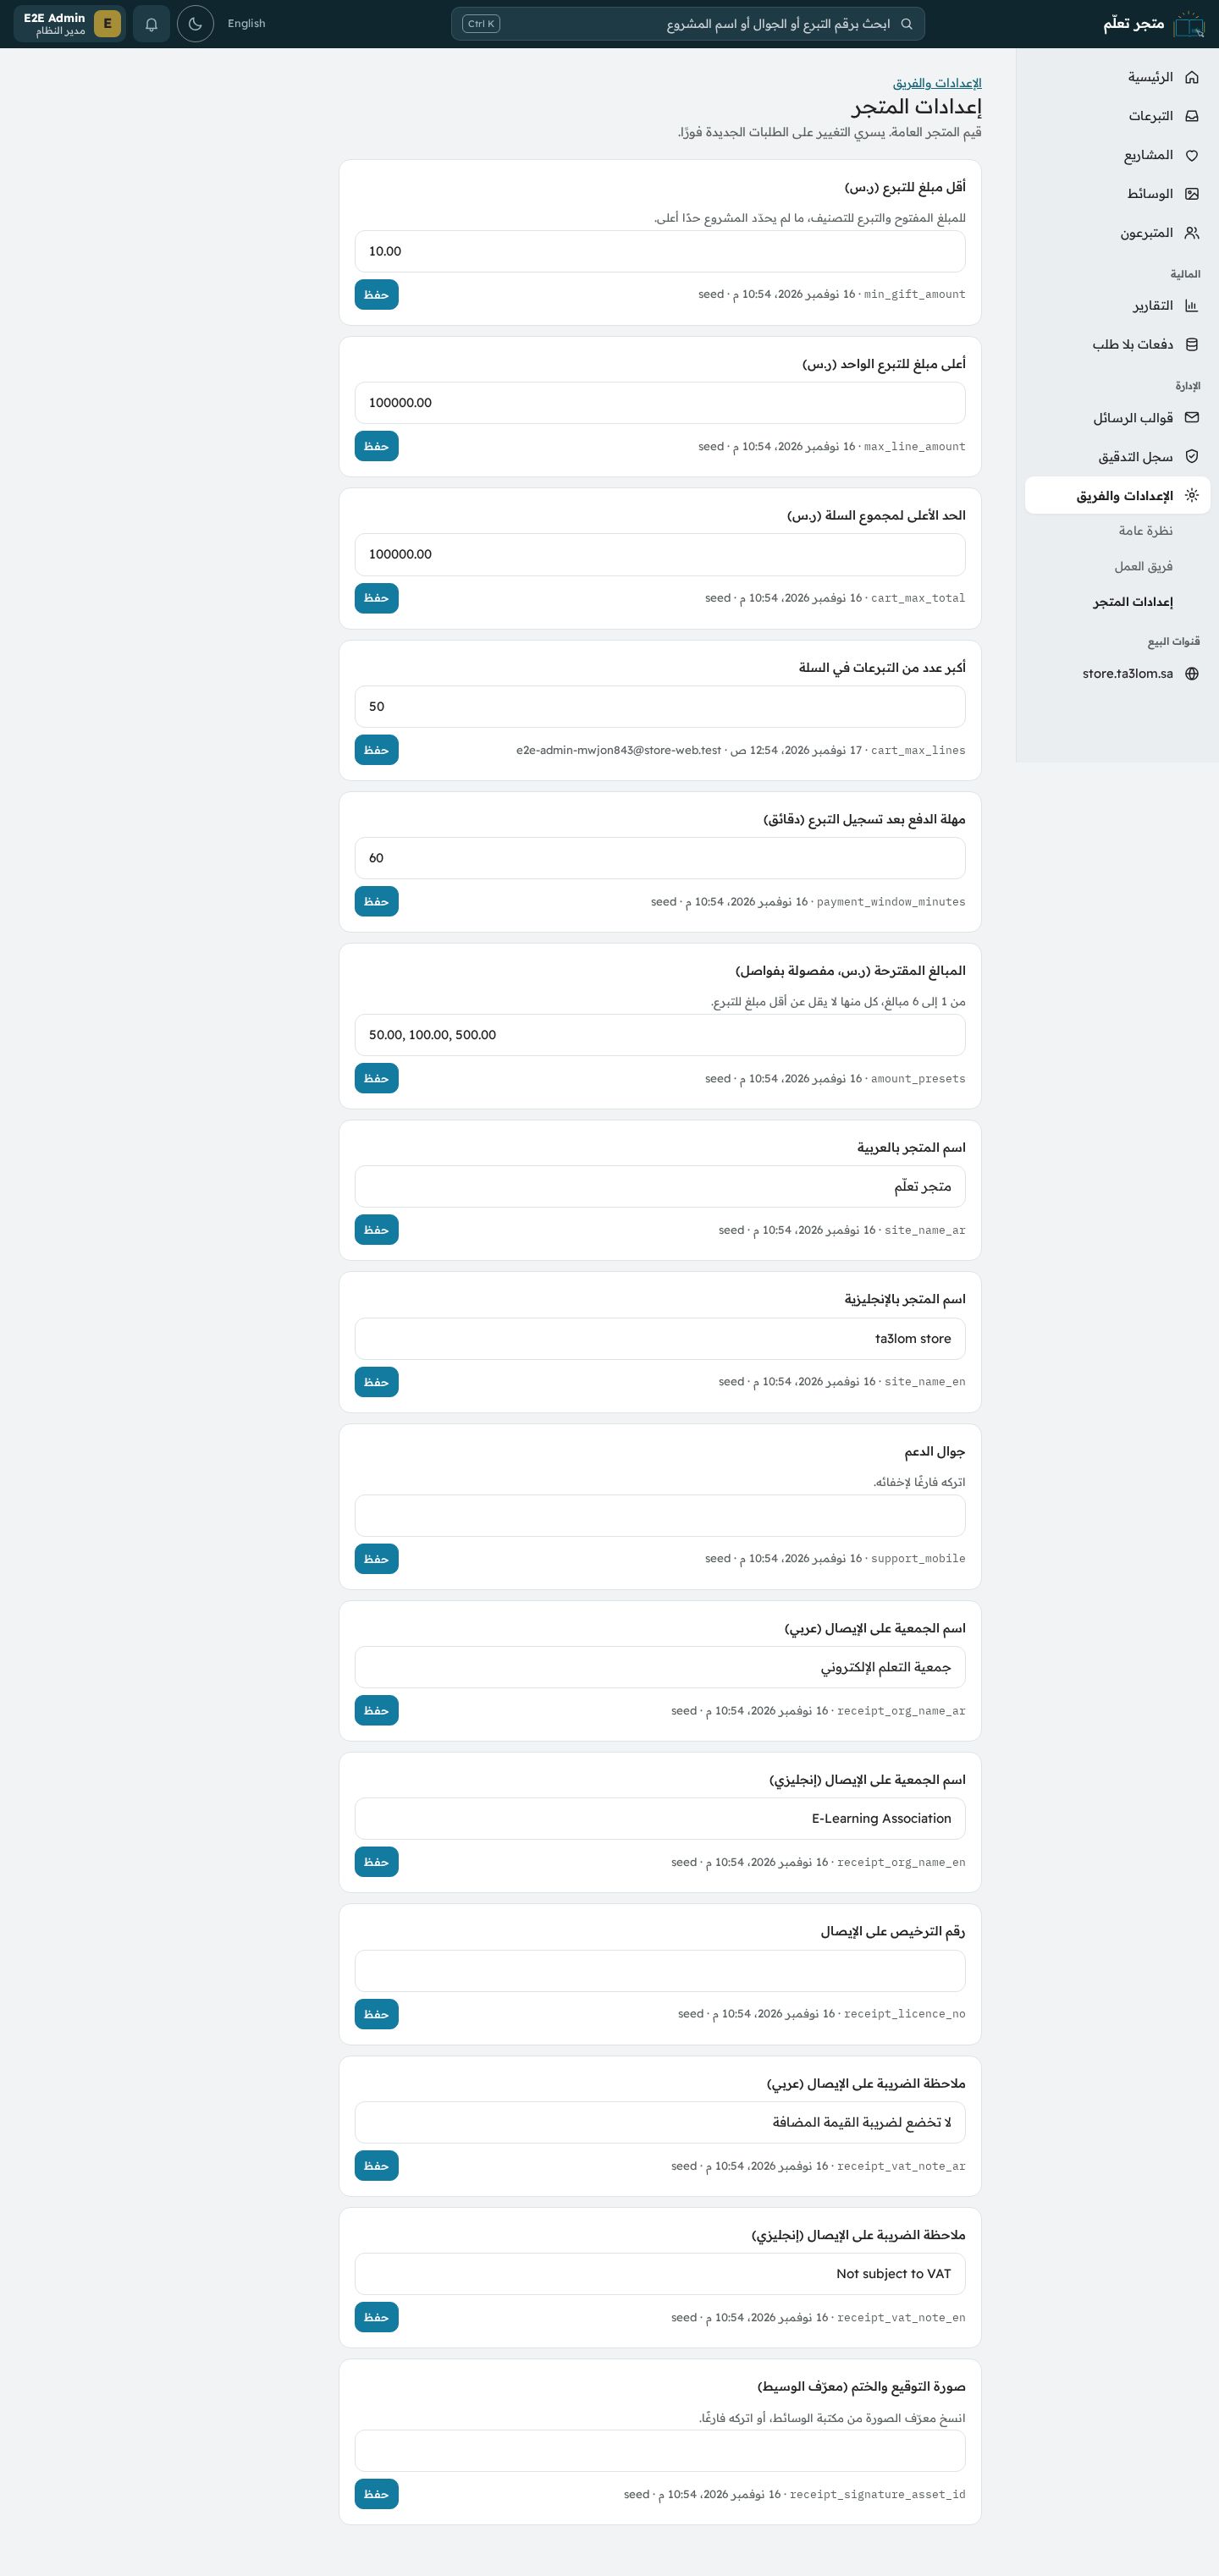 متجر تعلّم
ابحث برقم التبرع أو الجوال أو اسم المشروع
Ctrl K
English
E
E2E Admin
مدير النظام
الرئيسية
التبرعات
المشاريع
الوسائط
المتبرعون
المالية
التقارير
دفعات بلا طلب
الإدارة
قوالب الرسائل
سجل التدقيق
الإعدادات والفريق
نظرة عامة
فريق العمل
إعدادات المتجر
قنوات البيع
store.ta3lom.sa
الإعدادات والفريق
إعدادات المتجر
قيم المتجر العامة. يسري التغيير على الطلبات الجديدة فورًا.
أقل مبلغ للتبرع (ر.س)
للمبلغ المفتوح والتبرع للتصنيف، ما لم يحدّد المشروع حدًا أعلى.
10.00
min_gift_amount · 16 نوفمبر 2026، 10:54 م · seed
حفظ
أعلى مبلغ للتبرع الواحد (ر.س)
100000.00
max_line_amount · 16 نوفمبر 2026، 10:54 م · seed
حفظ
الحد الأعلى لمجموع السلة (ر.س)
100000.00
cart_max_total · 16 نوفمبر 2026، 10:54 م · seed
حفظ
أكبر عدد من التبرعات في السلة
50
cart_max_lines · 17 نوفمبر 2026، 12:54 ص · e2e-admin-mwjon843@store-web.test
حفظ
مهلة الدفع بعد تسجيل التبرع (دقائق)
60
payment_window_minutes · 16 نوفمبر 2026، 10:54 م · seed
حفظ
المبالغ المقترحة (ر.س، مفصولة بفواصل)
من 1 إلى 6 مبالغ، كل منها لا يقل عن أقل مبلغ للتبرع.
50.00, 100.00, 500.00
amount_presets · 16 نوفمبر 2026، 10:54 م · seed
حفظ
اسم المتجر بالعربية
متجر تعلّم
site_name_ar · 16 نوفمبر 2026، 10:54 م · seed
حفظ
اسم المتجر بالإنجليزية
ta3lom store
site_name_en · 16 نوفمبر 2026، 10:54 م · seed
حفظ
جوال الدعم
اتركه فارغًا لإخفائه.
support_mobile · 16 نوفمبر 2026، 10:54 م · seed
حفظ
اسم الجمعية على الإيصال (عربي)
جمعية التعلم الإلكتروني
receipt_org_name_ar · 16 نوفمبر 2026، 10:54 م · seed
حفظ
اسم الجمعية على الإيصال (إنجليزي)
E-Learning Association
receipt_org_name_en · 16 نوفمبر 2026، 10:54 م · seed
حفظ
رقم الترخيص على الإيصال
receipt_licence_no · 16 نوفمبر 2026، 10:54 م · seed
حفظ
ملاحظة الضريبة على الإيصال (عربي)
لا تخضع لضريبة القيمة المضافة
receipt_vat_note_ar · 16 نوفمبر 2026، 10:54 م · seed
حفظ
ملاحظة الضريبة على الإيصال (إنجليزي)
Not subject to VAT
receipt_vat_note_en · 16 نوفمبر 2026، 10:54 م · seed
حفظ
صورة التوقيع والختم (معرّف الوسيط)
انسخ معرّف الصورة من مكتبة الوسائط، أو اتركه فارغًا.
receipt_signature_asset_id · 16 نوفمبر 2026، 10:54 م · seed
حفظ